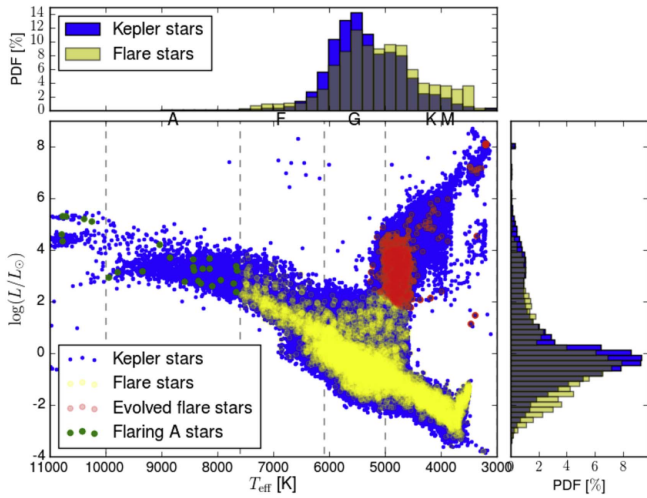 PDF [%]
14
12
10
8
6
4
2
0
Kepler stars
Flare stars
A F G K M
log(L/L⊙)
8
6
4
2
0
-2
-4
Kepler stars
Flare stars
Evolved flare stars
Flaring A stars
11000 10000 9000 8000 7000 6000 5000 4000 3000
T_eff [K]
0 2 4 6 8
PDF [%]